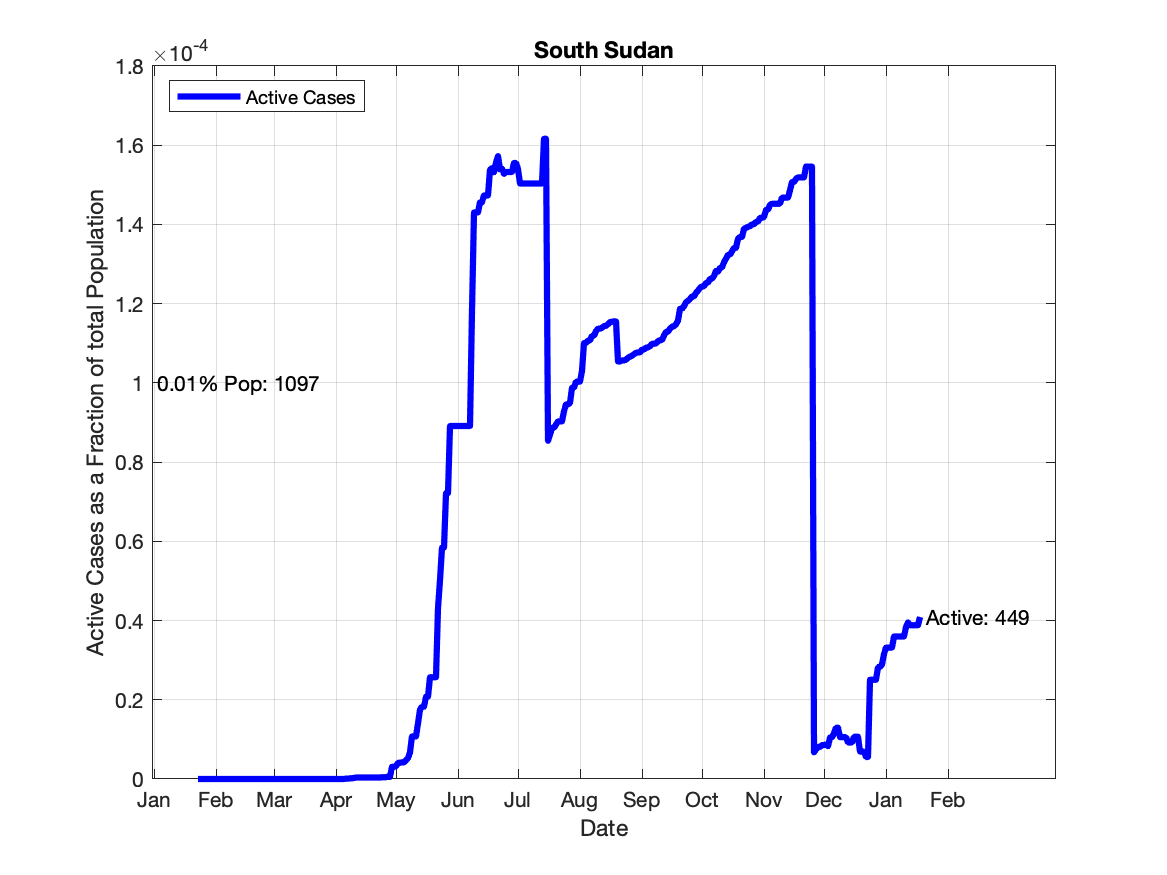 South Sudan
×10-4
1.8
1.6
1.4
1.2
1
0.8
0.6
0.4
0.2
0
Active Cases
0.01% Pop: 1097
Active: 449
Active Cases as a Fraction of total Population
Jan Feb Mar Apr May Jun Jul Aug Sep Oct Nov Dec Jan Feb
Date